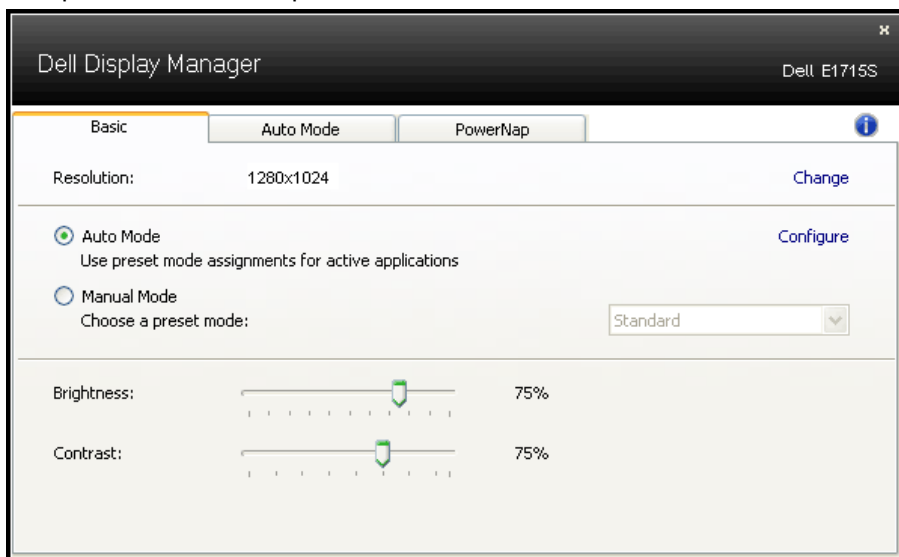 x
Dell Display Manager
Dell E1715S
Basic
Auto Mode
PowerNap
Resolution:
1280x1024
Change
Auto Mode
Configure
Use preset mode assignments for active applications
Manual Mode
Choose a preset mode:
Standard
Brightness:
75%
Contrast:
75%